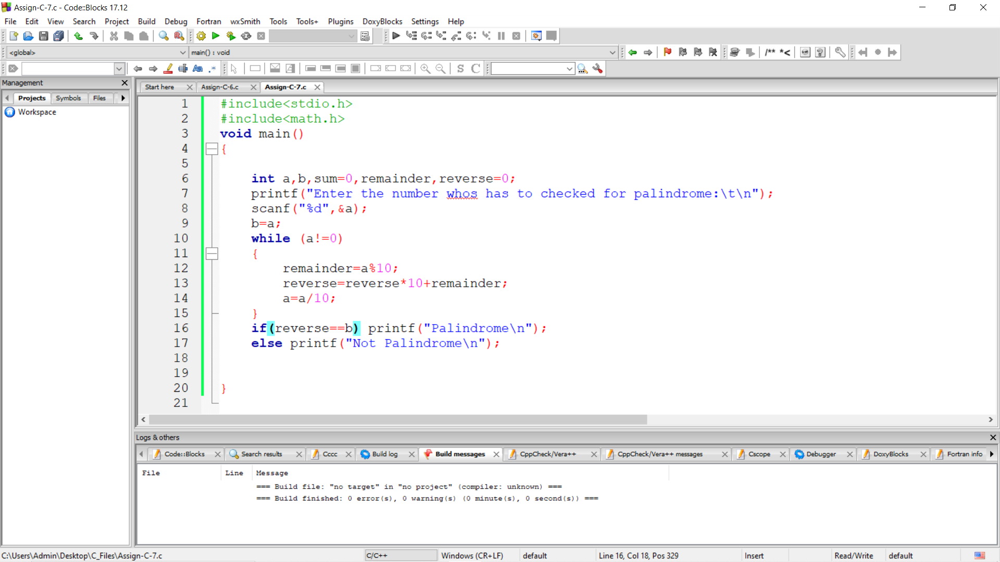 Assign-C-7.c - Code::Blocks 17.12
File Edit View Search Project Build Debug Fortran wxSmith Tools Tools+ Plugins DoxyBlocks Settings Help
<global> main() : void
/** *<
Aa .*
S C
Management
Start here Assign-C-6.c Assign-C-7.c
Projects Symbols Files
Workspace
1 #include<stdio.h>
2 #include<math.h>
3 void main()
4 {
5
6 int a,b,sum=0,remainder,reverse=0;
7 printf("Enter the number whos has to checked for palindrome:\t\n");
8 scanf("%d",&a);
9 b=a;
10 while (a!=0)
11 {
12 remainder=a%10;
13 reverse=reverse*10+remainder;
14 a=a/10;
15 }
16 if(reverse==b) printf("Palindrome\n");
17 else printf("Not Palindrome\n");
18
19
20 }
21
Logs & others
Code::Blocks Search results Cccc Build log Build messages CppCheck/Vera++ CppCheck/Vera++ messages Cscope Debugger DoxyBlocks Fortran info
File Line Message
=== Build file: "no target" in "no project" (compiler: unknown) ===
=== Build finished: 0 error(s), 0 warning(s) (0 minute(s), 0 second(s)) ===
C:\Users\Admin\Desktop\C_Files\Assign-C-7.c C/C++ Windows (CR+LF) default Line 16, Col 18, Pos 329 Insert Read/Write default